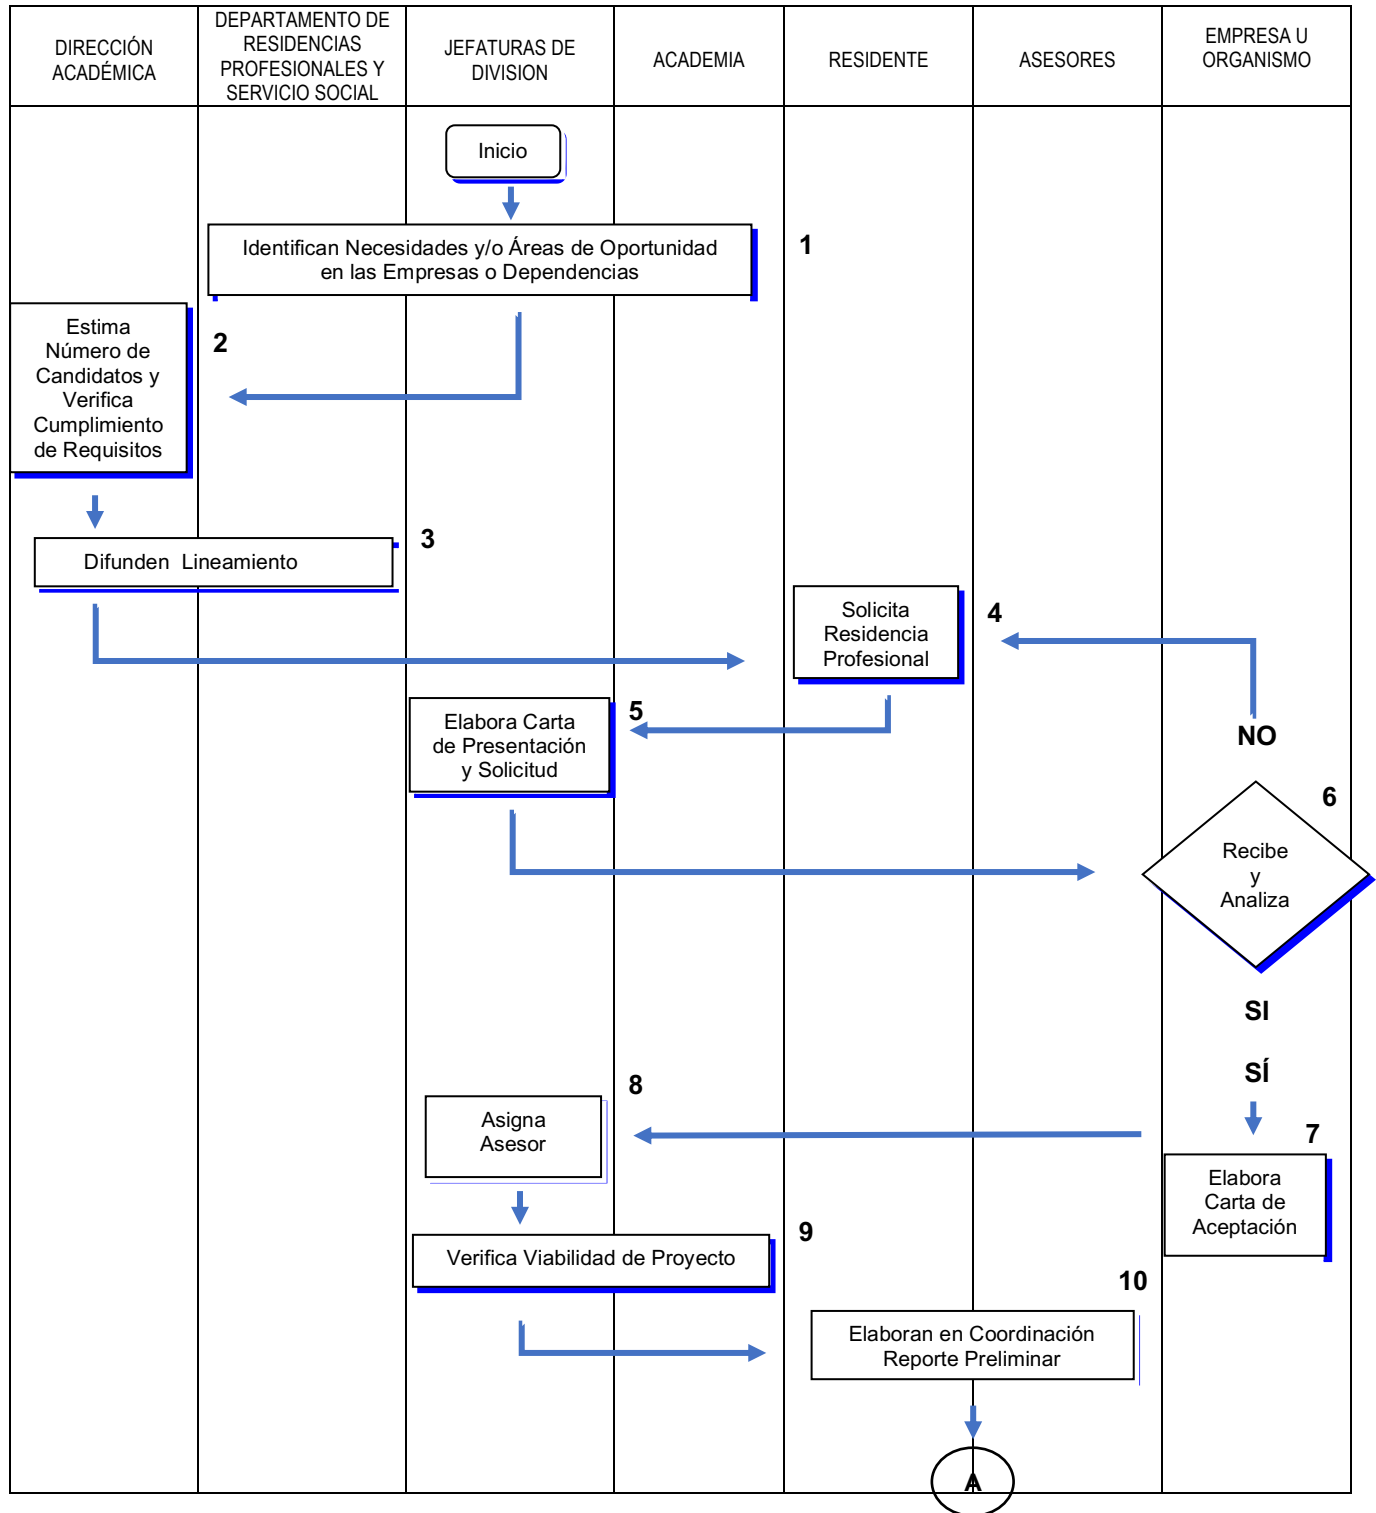 DIRECCIÓN
ACADÉMICA
DEPARTAMENTO DE
RESIDENCIAS
PROFESIONALES Y
SERVICIO SOCIAL
JEFATURAS DE
DIVISION
ACADEMIA
RESIDENTE
ASESORES
EMPRESA U
ORGANISMO
Inicio
Identifican Necesidades y/o Áreas de Oportunidad
en las Empresas o Dependencias
1
Estima
Número de
Candidatos y
Verifica
Cumplimiento
de Requisitos
2
Difunden  Lineamiento
3
Solicita
Residencia
Profesional
4
Elabora Carta
de Presentación
y Solicitud
5
NO
6
Recibe
y
Analiza
SI
SÍ
7
Elabora
Carta de
Aceptación
8
Asigna
Asesor
Verifica Viabilidad de Proyecto
9
10
Elaboran en Coordinación
Reporte Preliminar
A